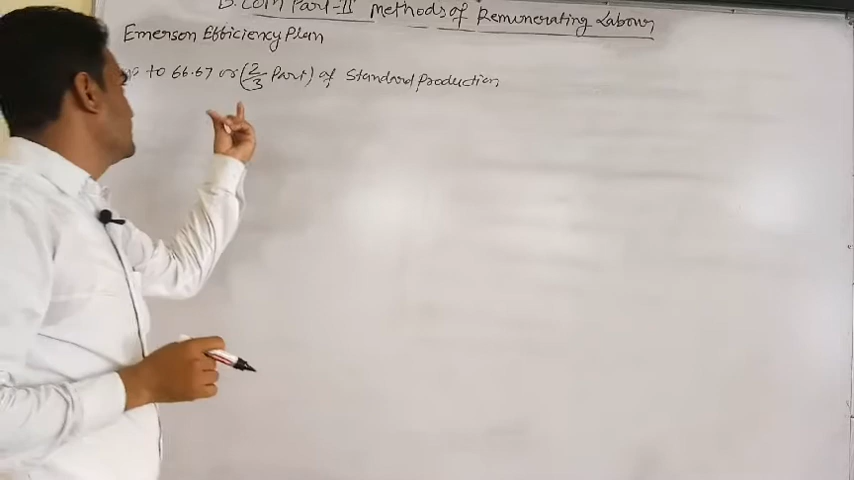 B. Com Part-II methods of Remunerating Labour
Emerson Efficiency Plan
up to 66.67 or (2/3 Part) of Standard production